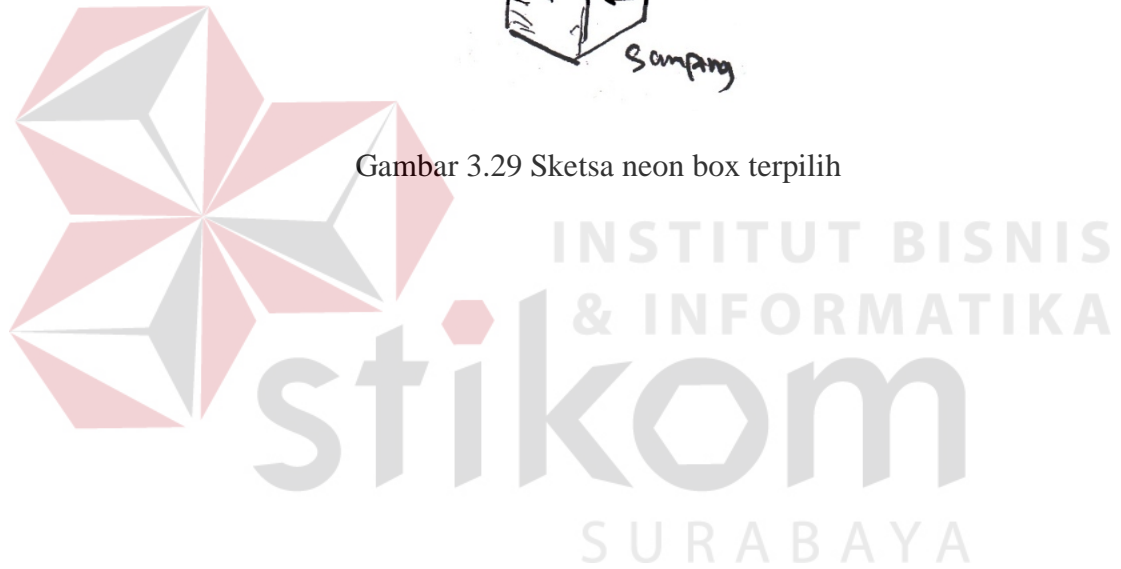 Samping
Gambar 3.29 Sketsa neon box terpilih
INSTITUT BISNIS
& INFORMATIKA
stikom
SURABAYA